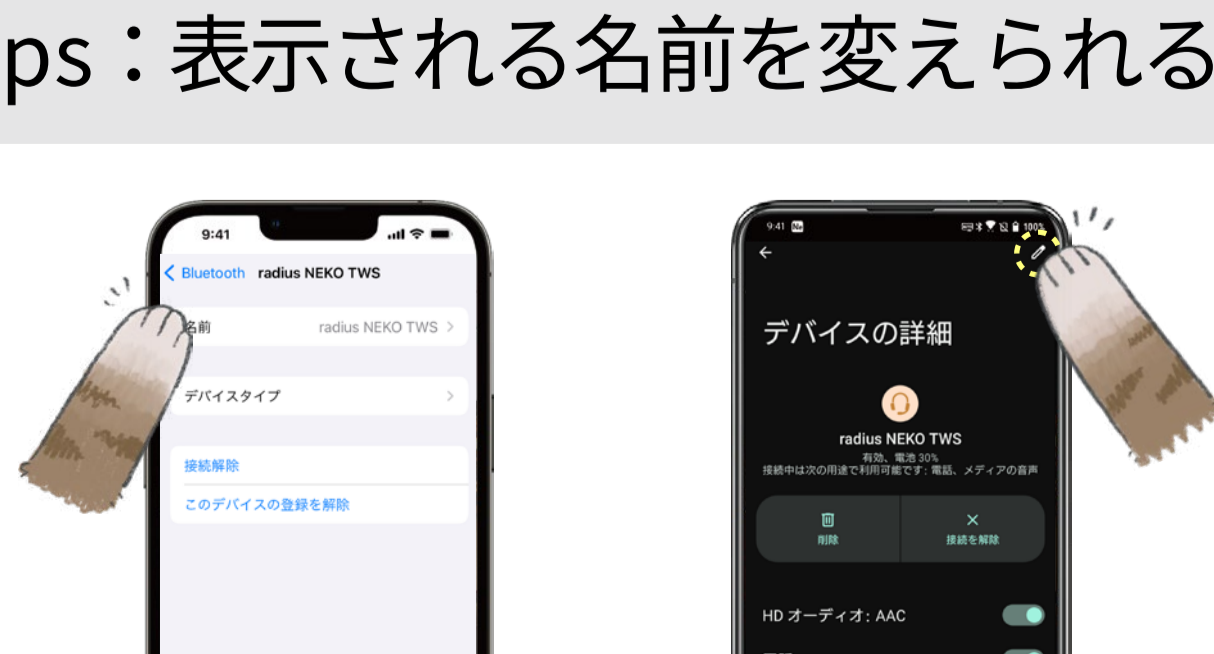 ps：表示される名前を変えられる
9:41
Bluetooth radius NEKO TWS
名前 radius NEKO TWS
デバイスタイプ
接続解除
このデバイスの登録を解除
9:41 100%
デバイスの詳細
radius NEKO TWS
有効、電池 30%
接続中は次の用途で利用可能です: 電話、メディアの音声
削除 接続を解除
HD オーディオ: AAC